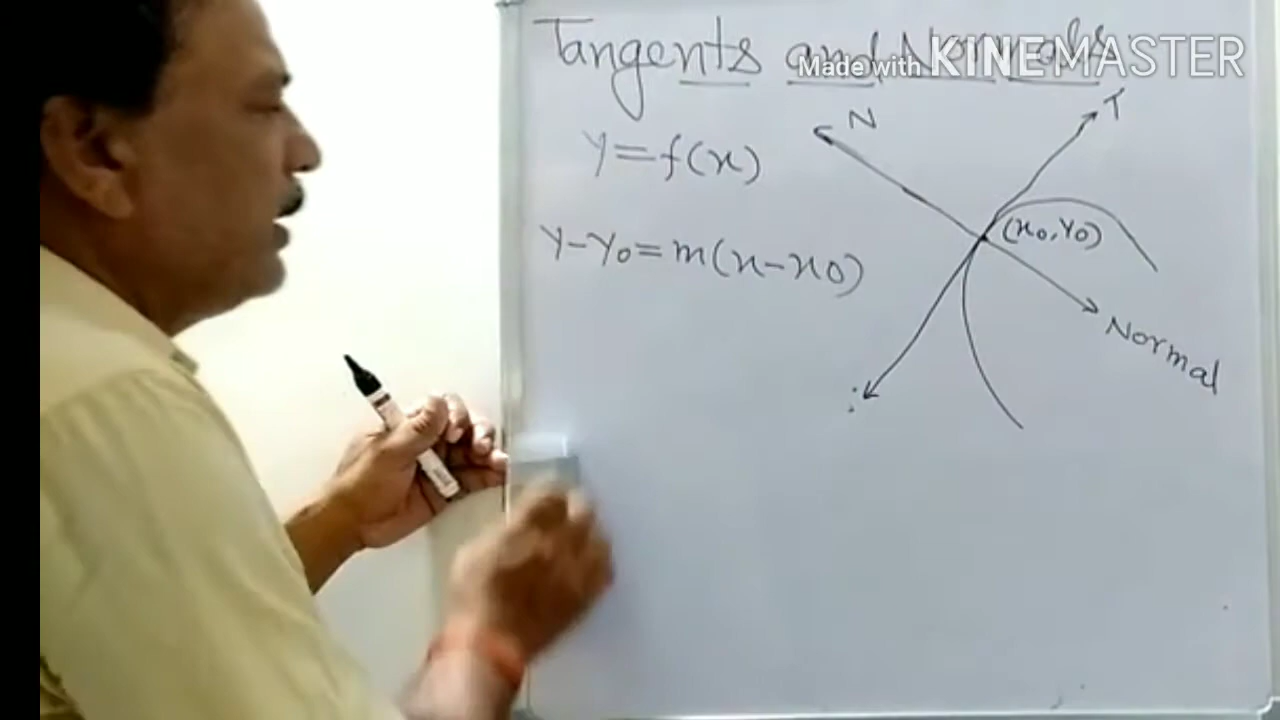 Tangents and Normals
Made with KINEMASTER
y=f(x)
y-y₀=m(x-x₀)
N
T
(x₀,y₀)
Normal